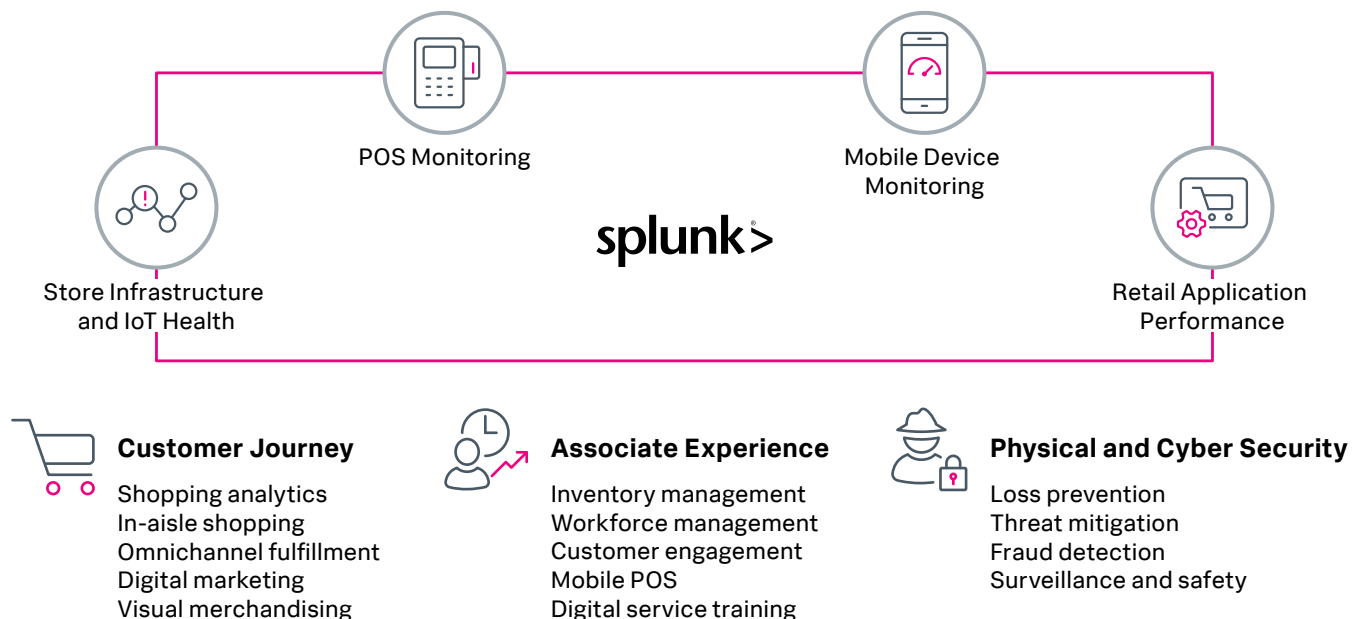 POS Monitoring
Mobile Device
Monitoring
splunk>®
Store Infrastructure
and IoT Health
Retail Application
Performance
Customer Journey
Shopping analytics
In-aisle shopping
Omnichannel fulfillment
Digital marketing
Visual merchandising
Associate Experience
Inventory management
Workforce management
Customer engagement
Mobile POS
Digital service training
Physical and Cyber Security
Loss prevention
Threat mitigation
Fraud detection
Surveillance and safety